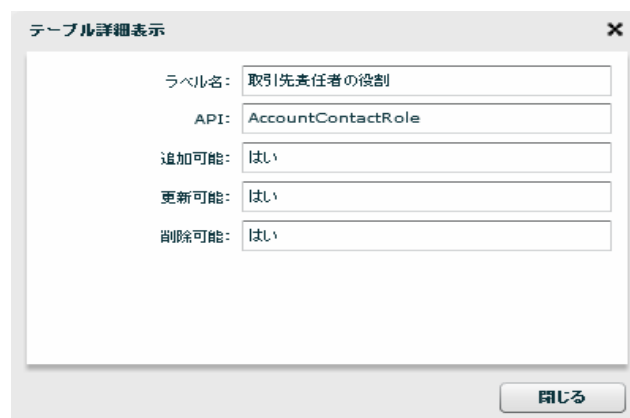 テーブル詳細表示
ラベル名: 取引先責任者の役割
API: AccountContactRole
追加可能: はい
更新可能: はい
削除可能: はい
閉じる